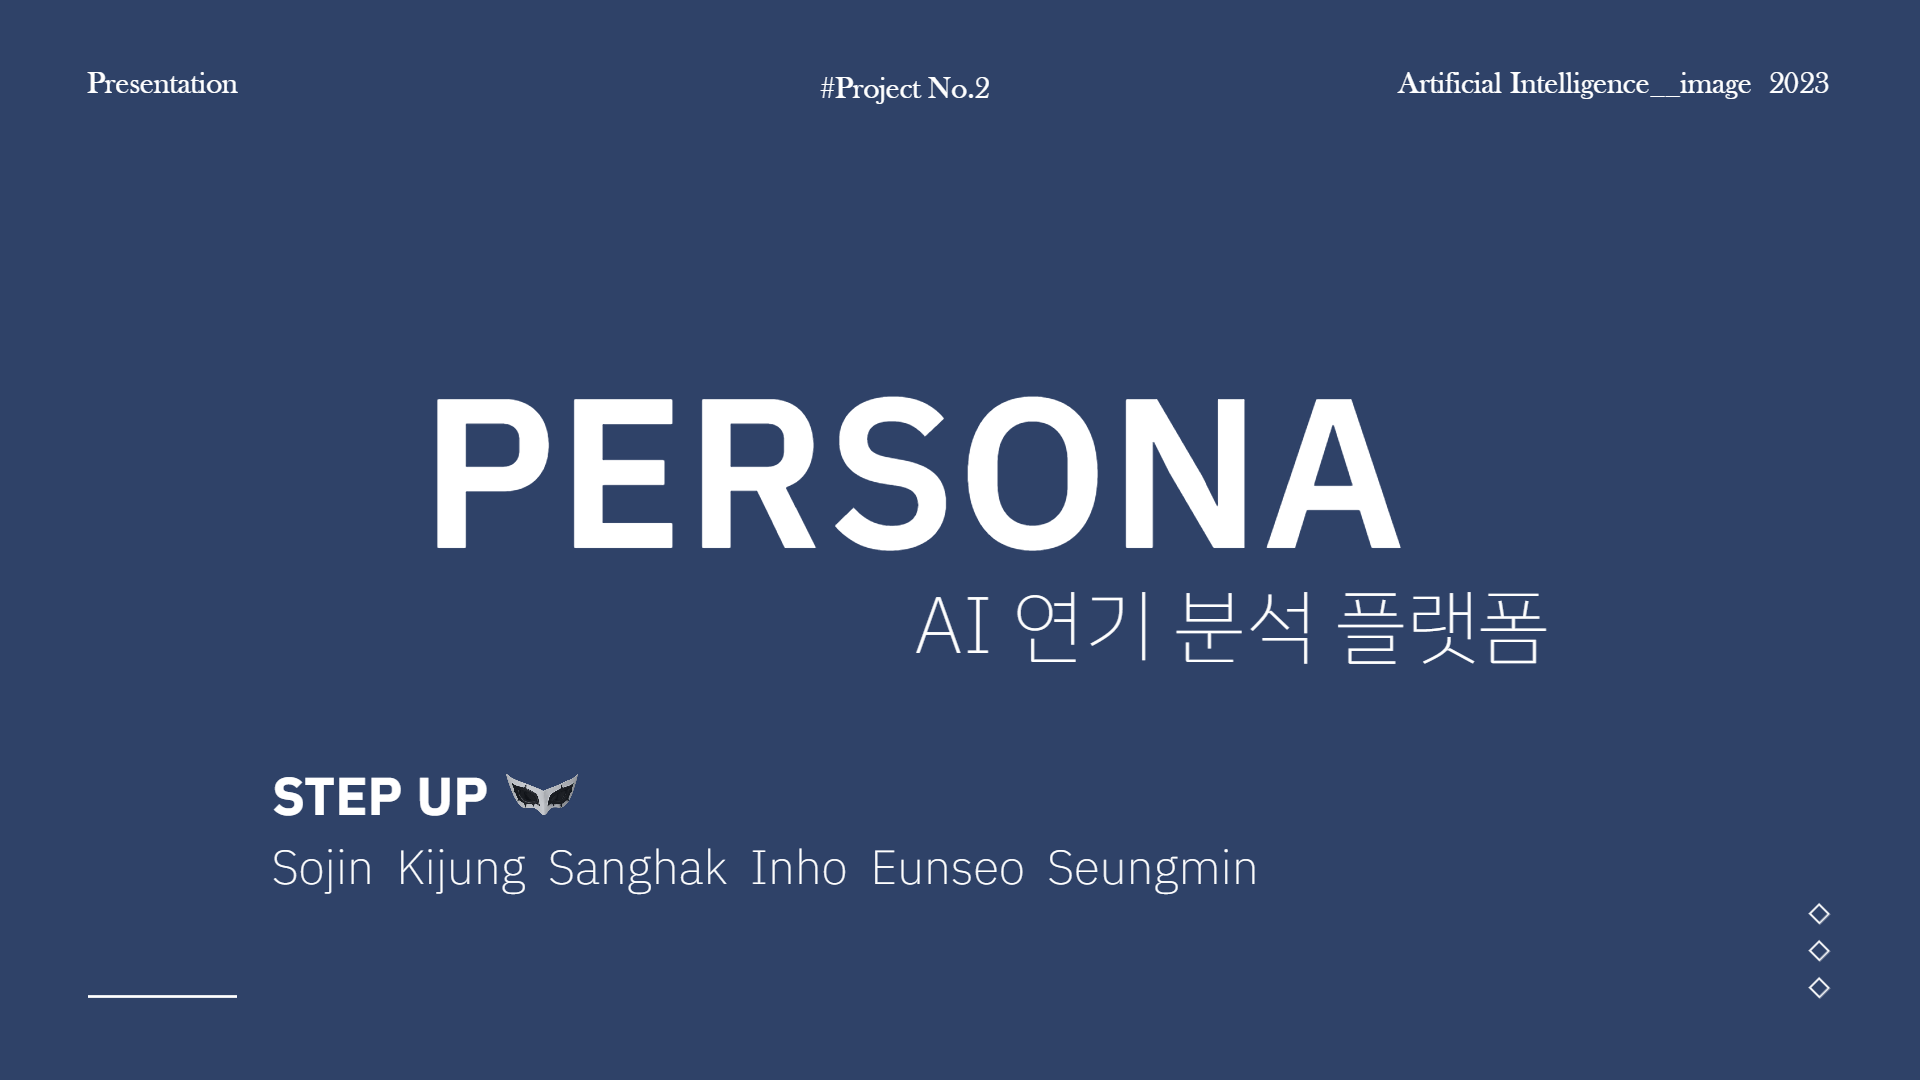 Presentation
#Project No.2
Artificial Intelligence__image 2023
PERSONA
AI 연기 분석 플랫폼
STEP UP
Sojin Kijung Sanghak Inho Eunseo Seungmin